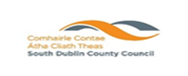 Comhairle Contae
Átha Cliath Theas
South Dublin County Council